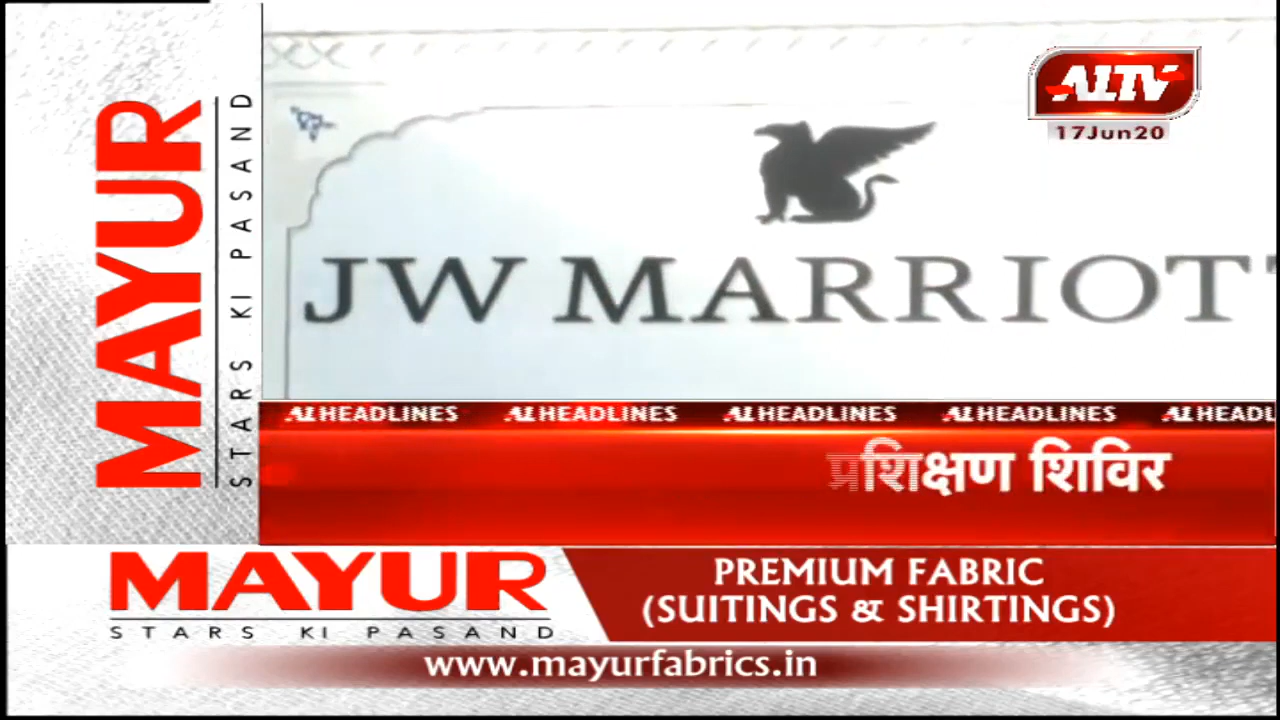 MAYUR
STARS KI PASAND
ALTV
17Jun20
JW MARRIOTT
ALHEADLINES ALHEADLINES ALHEADLINES ALHEADLINES ALHEADL
प्रशिक्षण शिविर
MAYUR
STARS KI PASAND
PREMIUM FABRIC
(SUITINGS & SHIRTINGS)
www.mayurfabrics.in